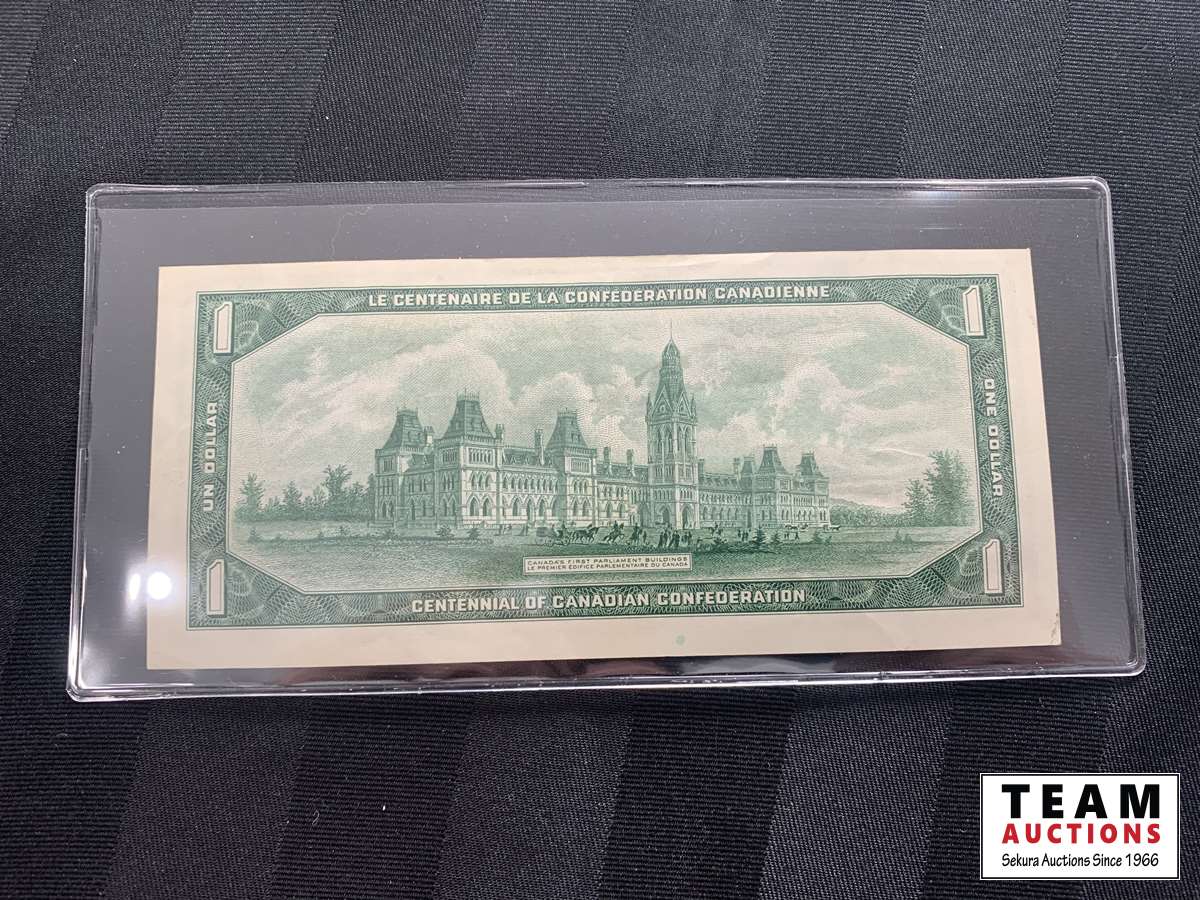 1
LE CENTENAIRE DE LA CONFEDERATION CANADIENNE
1
UN DOLLAR
ONE DOLLAR
CANADA'S FIRST PARLIAMENT BUILDINGS
LE PREMIER EDIFICE PARLEMENTAIRE DU CANADA
1
CENTENNIAL OF CANADIAN CONFEDERATION
1
TEAM
AUCTIONS
Sekura Auctions Since 1966